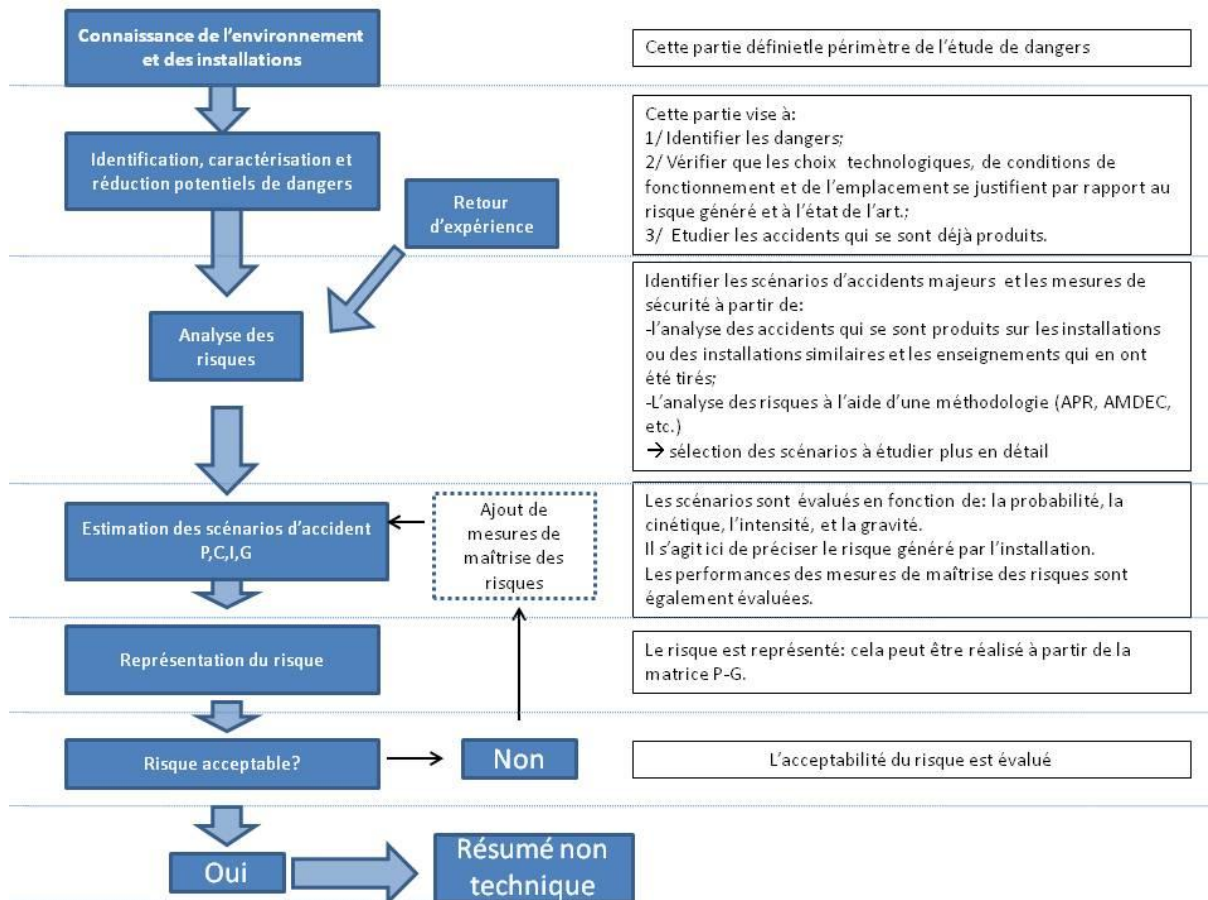 Connaissance de l'environnement
et des installations
Cette partie définietle périmètre de l'étude de dangers
Identification, caractérisation et
réduction potentiels de dangers
Retour
d'expérience
Cette partie vise à:
1/ Identifier les dangers;
2/ Vérifier que les choix technologiques, de conditions de
fonctionnement et de l'emplacement se justifient par rapport au
risque généré et à l'état de l'art.;
3/ Etudier les accidents qui se sont déjà produits.
Analyse des
risques
Identifier les scénarios d'accidents majeurs et les mesures de
sécurité à partir de:
-l'analyse des accidents qui se sont produits sur les installations
ou des installations similaires et les enseignements qui en ont
été tirés;
-L'analyse des risques à l'aide d'une méthodologie (APR, AMDEC,
etc.)
→ sélection des scénarios à étudier plus en détail
Estimation des scénarios d'accident
P,C,I,G
Ajout de
mesures de
maîtrise des
risques
Les scénarios sont évalués en fonction de: la probabilité, la
cinétique, l'intensité, et la gravité.
Il s'agit ici de préciser le risque généré par l'installation.
Les performances des mesures de maîtrise des risques sont
également évaluées.
Représentation du risque
Le risque est représenté: cela peut être réalisé à partir de la
matrice P-G.
Risque acceptable?
Non
L'acceptabilité du risque est évalué
Oui
Résumé non
technique